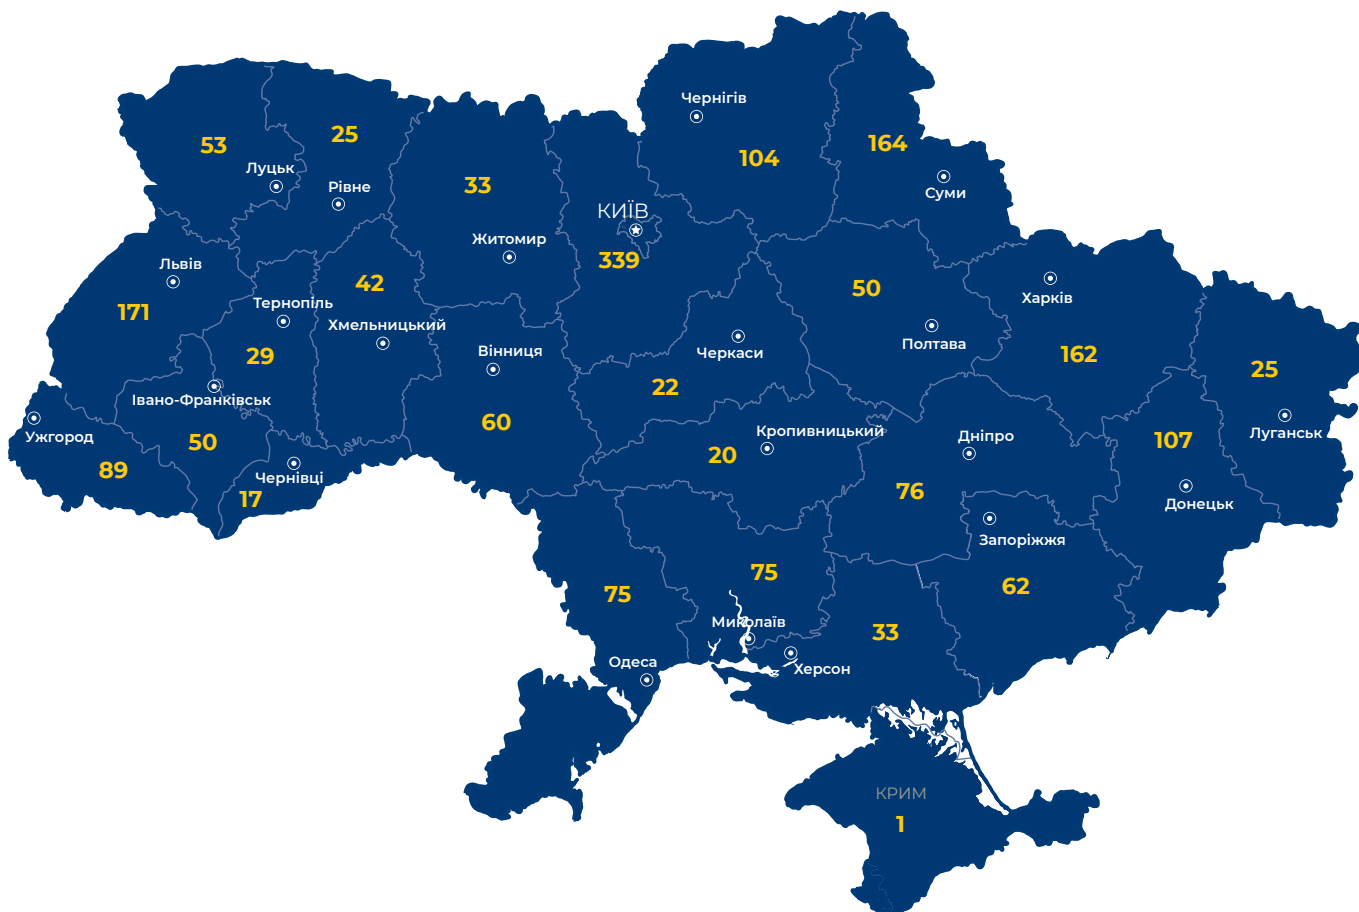 Чернігів
104
164
Суми
53
Луцьк
25
Рівне
33
Житомир
КИЇВ
339
Львів
171
Тернопіль
29
42
Хмельницький
Вінниця
60
Черкаси
22
50
Полтава
Харків
162
25
Луганськ
Івано-Франківськ
50
Ужгород
89
Чернівці
17
Кропивницький
20
Дніпро
76
107
Донецьк
Запоріжжя
62
75
Одеса
75
Миколаїв
33
Херсон
КРИМ
1